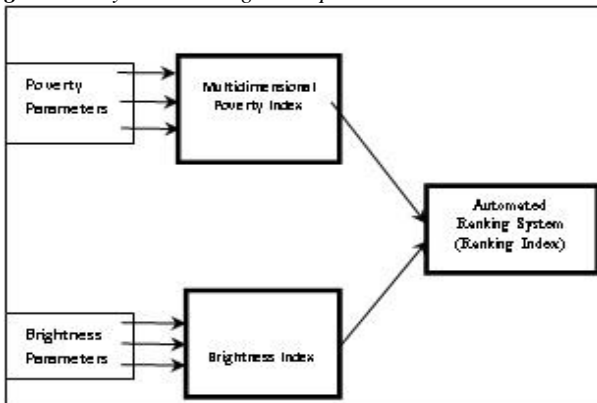 Poverty
Parameters
Multidimensional
Poverty Index
Automated
Ranking System
(Ranking Index)
Brightness
Parameters
Brightness Index